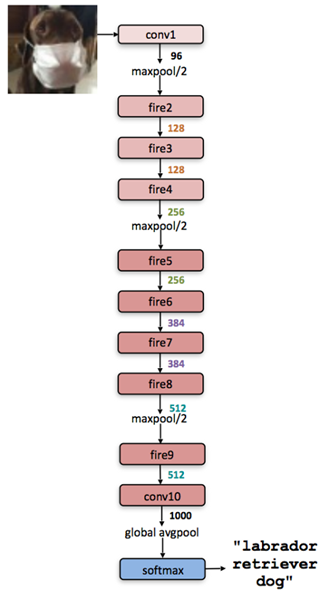 conv1
96
maxpool/2
fire2
128
fire3
128
fire4
256
maxpool/2
fire5
256
fire6
384
fire7
384
fire8
512
maxpool/2
fire9
512
conv10
1000
global avgpool
softmax
"labrador
retriever
dog"